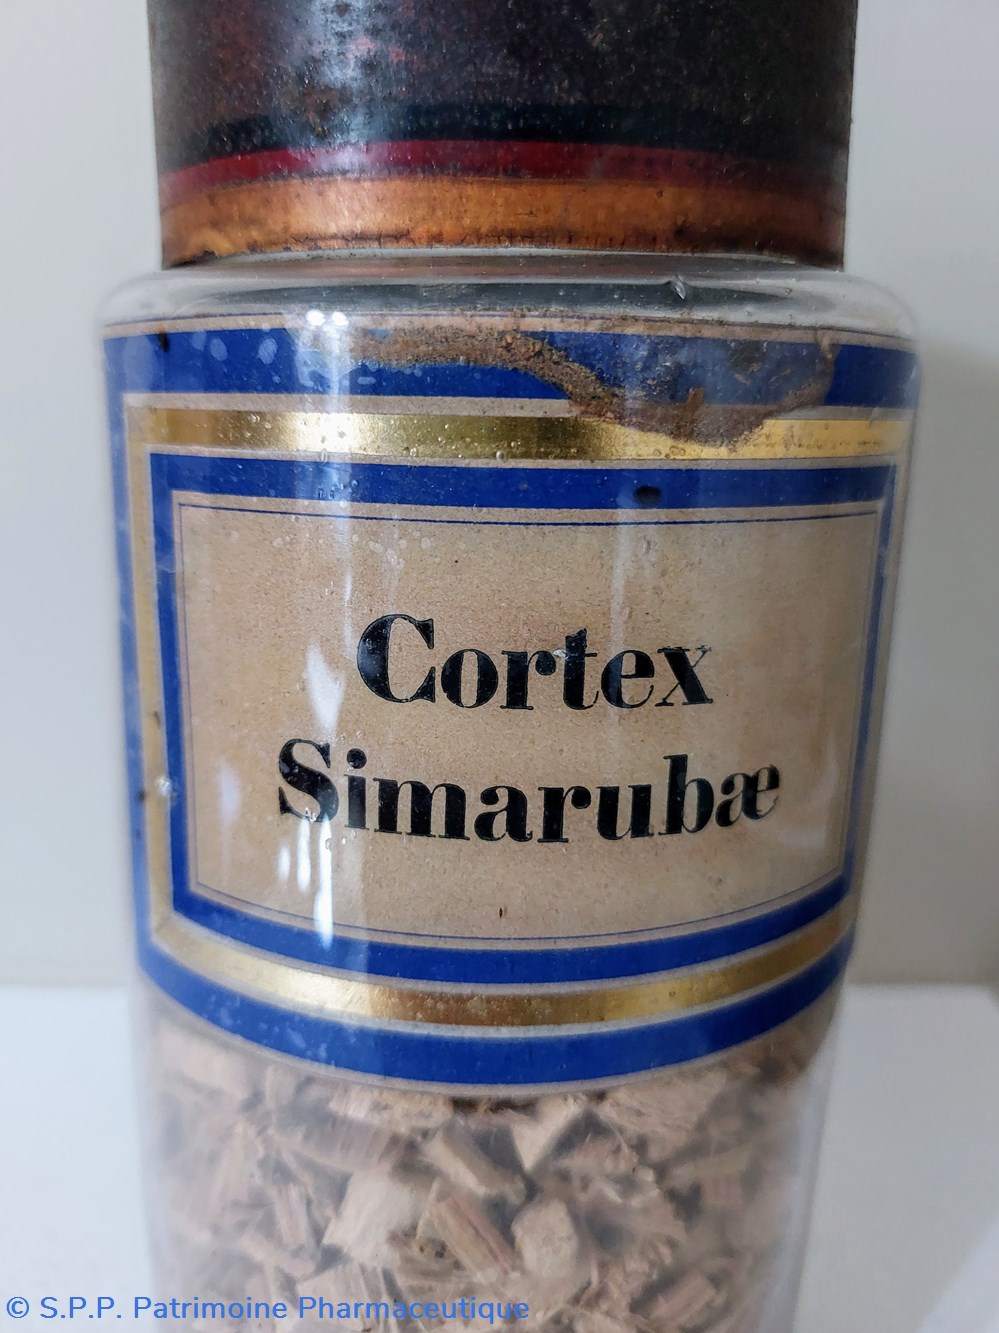 Cortex
Simarubæ
© S.P.P. Patrimoine Pharmaceutique